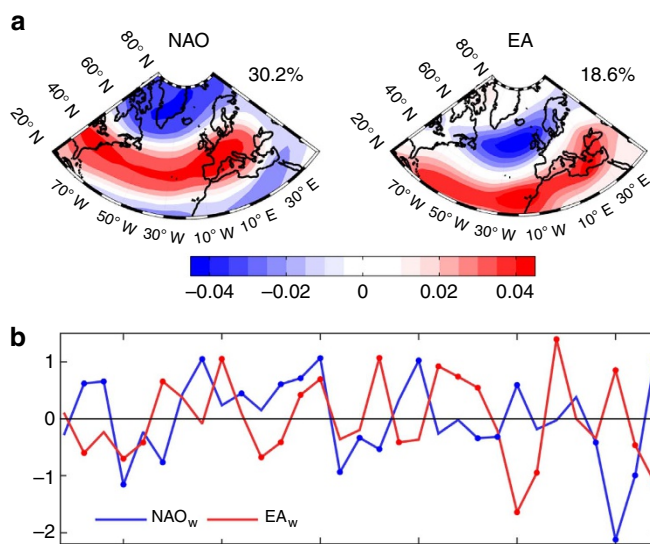 a
NAO
EA
30.2%
18.6%
80° N
60° N
40° N
20° N
70° W
50° W
30° W
10° W
10° E
30° E
80° N
60° N
40° N
20° N
70° W
50° W
30° W
10° W
10° E
30° E
−0.04
−0.02
0
0.02
0.04
b
1
0
−1
−2
NAOw
EAw